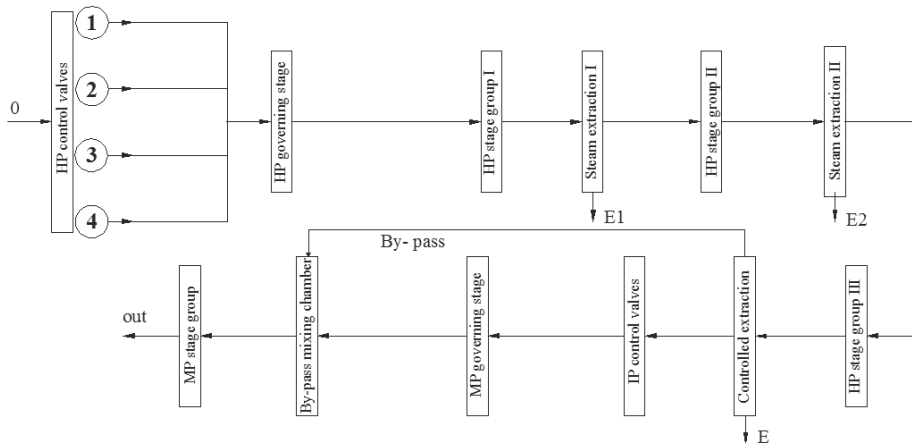 0
HP control valves
1
2
3
4
HP governing stage
HP stage group I
Steam extraction I
E1
HP stage group II
Steam extraction II
E2
By- pass
out
MP stage group
By-pass mixing chamber
MP governing stage
IP control valves
Controlled extraction
E
HP stage group III